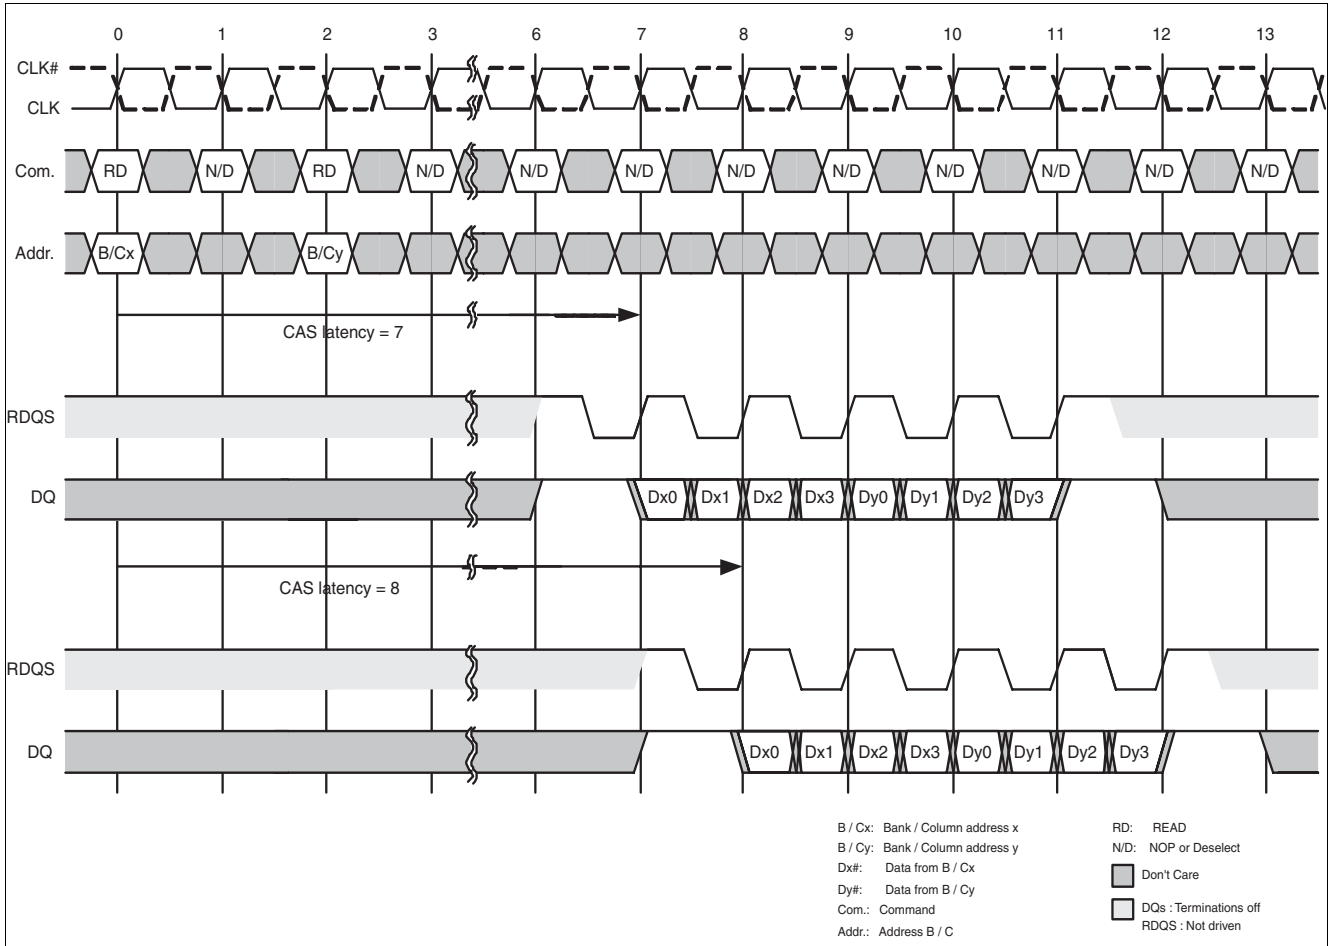 0 1 2 3 6 7 8 9 10 11 12 13
CLK#
CLK
Com. RD N/D RD N/D N/D N/D N/D N/D N/D N/D N/D N/D
Addr. B/Cx B/Cy
CAS latency = 7
RDQS
DQ Dx0 Dx1 Dx2 Dx3 Dy0 Dy1 Dy2 Dy3
CAS latency = 8
RDQS
DQ Dx0 Dx1 Dx2 Dx3 Dy0 Dy1 Dy2 Dy3
B / Cx: Bank / Column address x
B / Cy: Bank / Column address y
Dx#: Data from B / Cx
Dy#: Data from B / Cy
Com.: Command
Addr.: Address B / C
RD: READ
N/D: NOP or Deselect
Don't Care
DQs : Terminations off
RDQS : Not driven